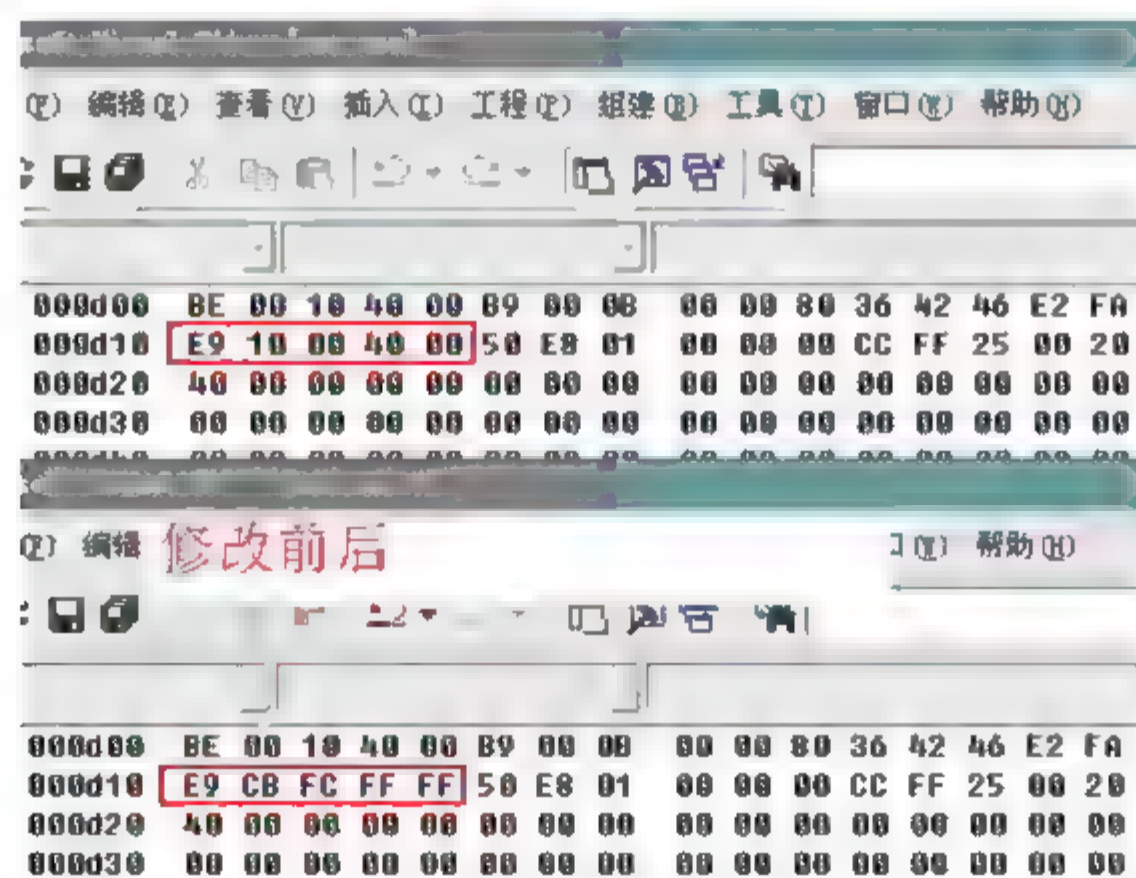 (F) 编辑(E) 查看(V) 插入(I) 工程(P) 组建(B) 工具(T) 窗口(W) 帮助(H)
000d00 BE 00 10 40 00 B9 00 0B 00 00 80 36 42 46 E2 FA
000d10 E9 10 00 40 00 50 E8 01 00 00 00 CC FF 25 00 20
000d20 40 00 00 00 00 00 00 00 00 00 00 00 00 00 00 00
000d30 00 00 00 00 00 00 00 00 00 00 00 00 00 00 00 00
(F) 编辑 修改前后 (W) 帮助(H)
000d00 BE 00 10 40 00 B9 00 0B 00 00 80 36 42 46 E2 FA
000d10 E9 CB FC FF FF 50 E8 01 00 00 00 CC FF 25 00 20
000d20 40 00 00 00 00 00 00 00 00 00 00 00 00 00 00 00
000d30 00 00 00 00 00 00 00 00 00 00 00 00 00 00 00 00